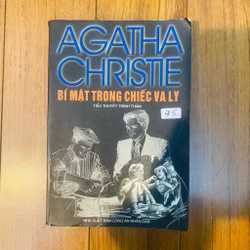 AGATHA
CHRISTIE
BÍ MẬT TRONG CHIẾC VA LY
TIỂU THUYẾT TRINH THÁM
95
NHÀ XUẤT BẢN CÔNG AN NHÂN DÂN